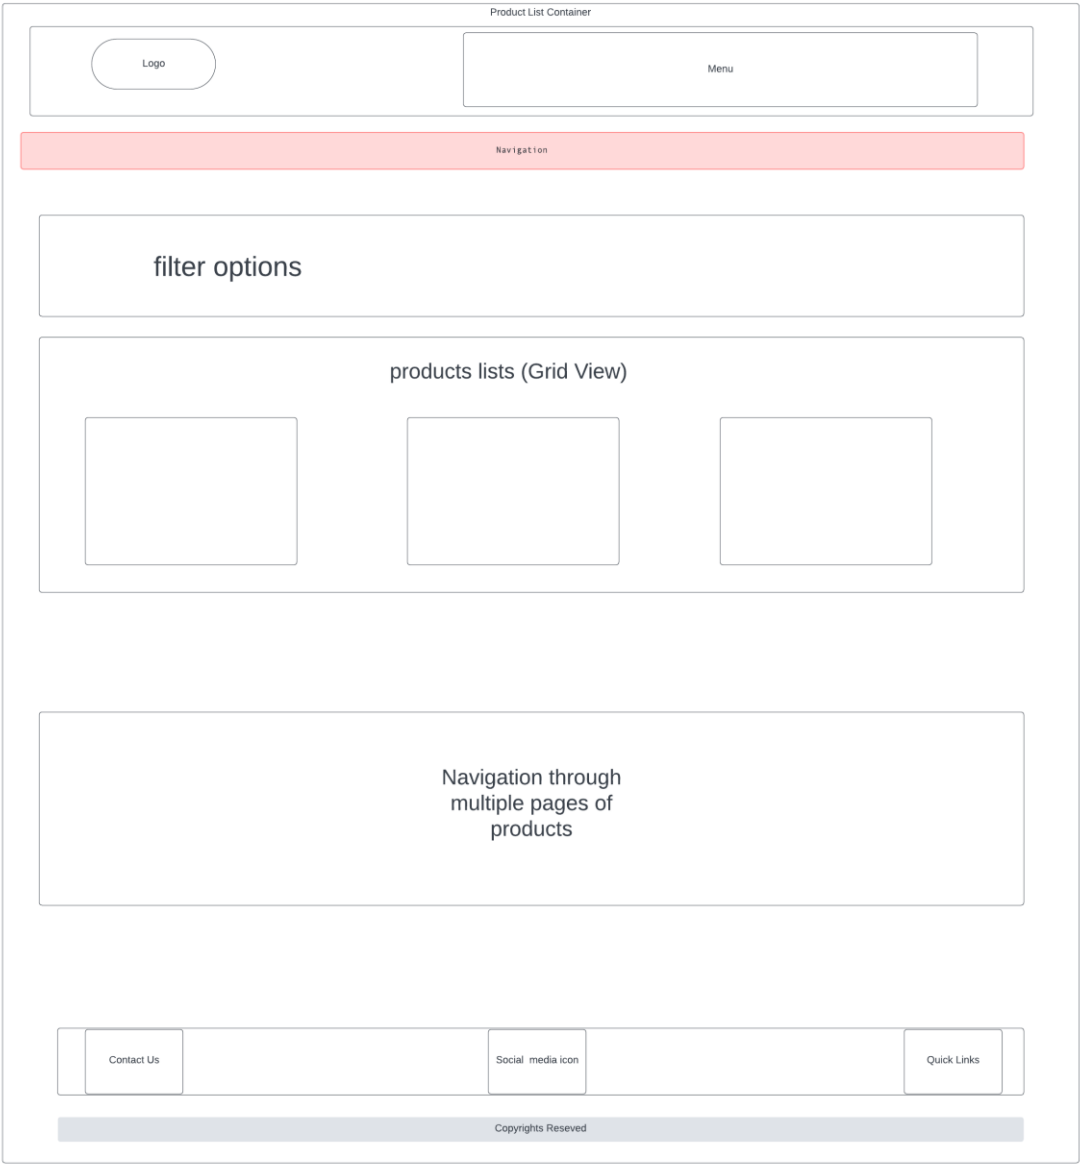 Product List Container
Logo
Menu
Navigation
filter options
products lists (Grid View)
Navigation through
multiple pages of
products
Contact Us
Social media icon
Quick Links
Copyrights Reseved